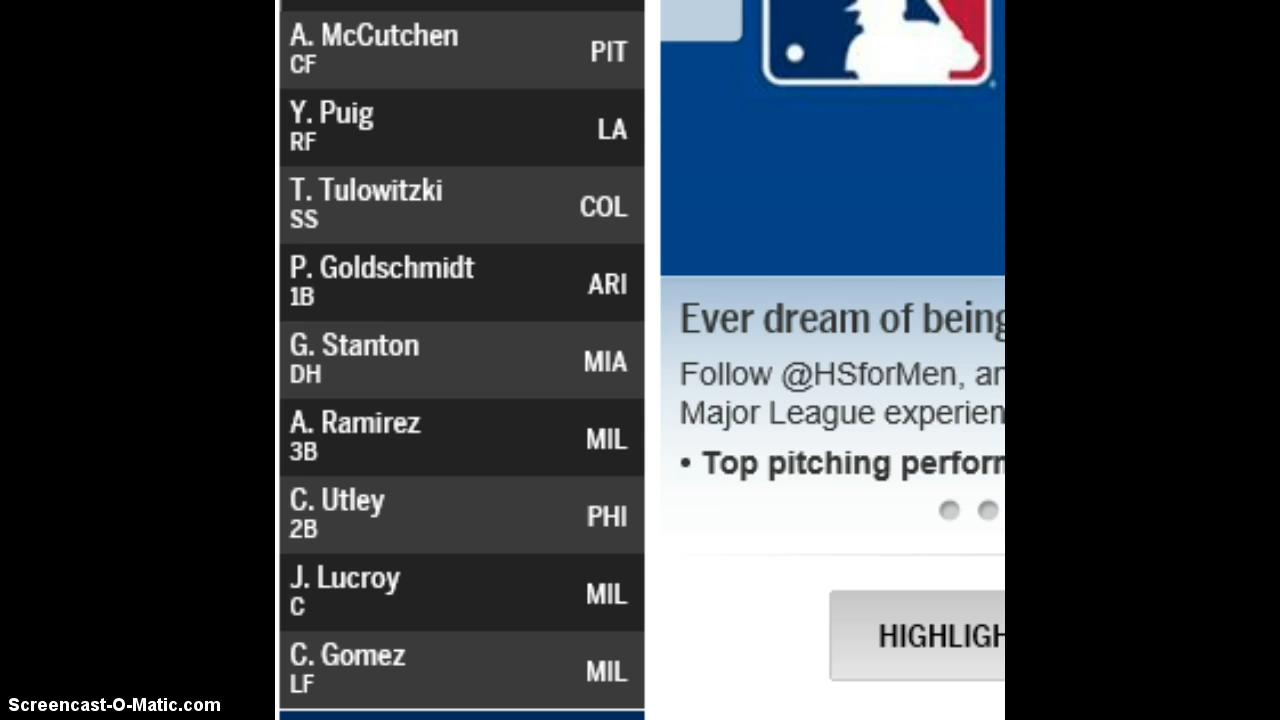 A. McCutchen
CF
PIT
Y. Puig
RF
LA
T. Tulowitzki
SS
COL
P. Goldschmidt
1B
ARI
G. Stanton
DH
MIA
A. Ramirez
3B
MIL
C. Utley
2B
PHI
J. Lucroy
C
MIL
C. Gomez
LF
MIL
Ever dream of being
Follow @HSforMen, an
Major League experien
• Top pitching perform
HIGHLIGH
Screencast-O-Matic.com